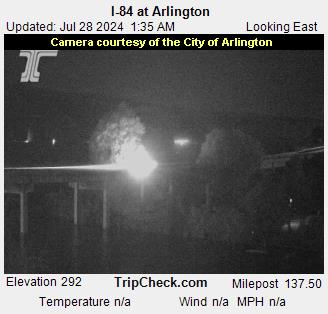 I-84 at Arlington
Updated: Jul 28 2024 1:35 AM Looking East
Camera courtesy of the City of Arlington
Elevation 292 TripCheck.com Milepost 137.50
Temperature n/a Wind n/a MPH n/a